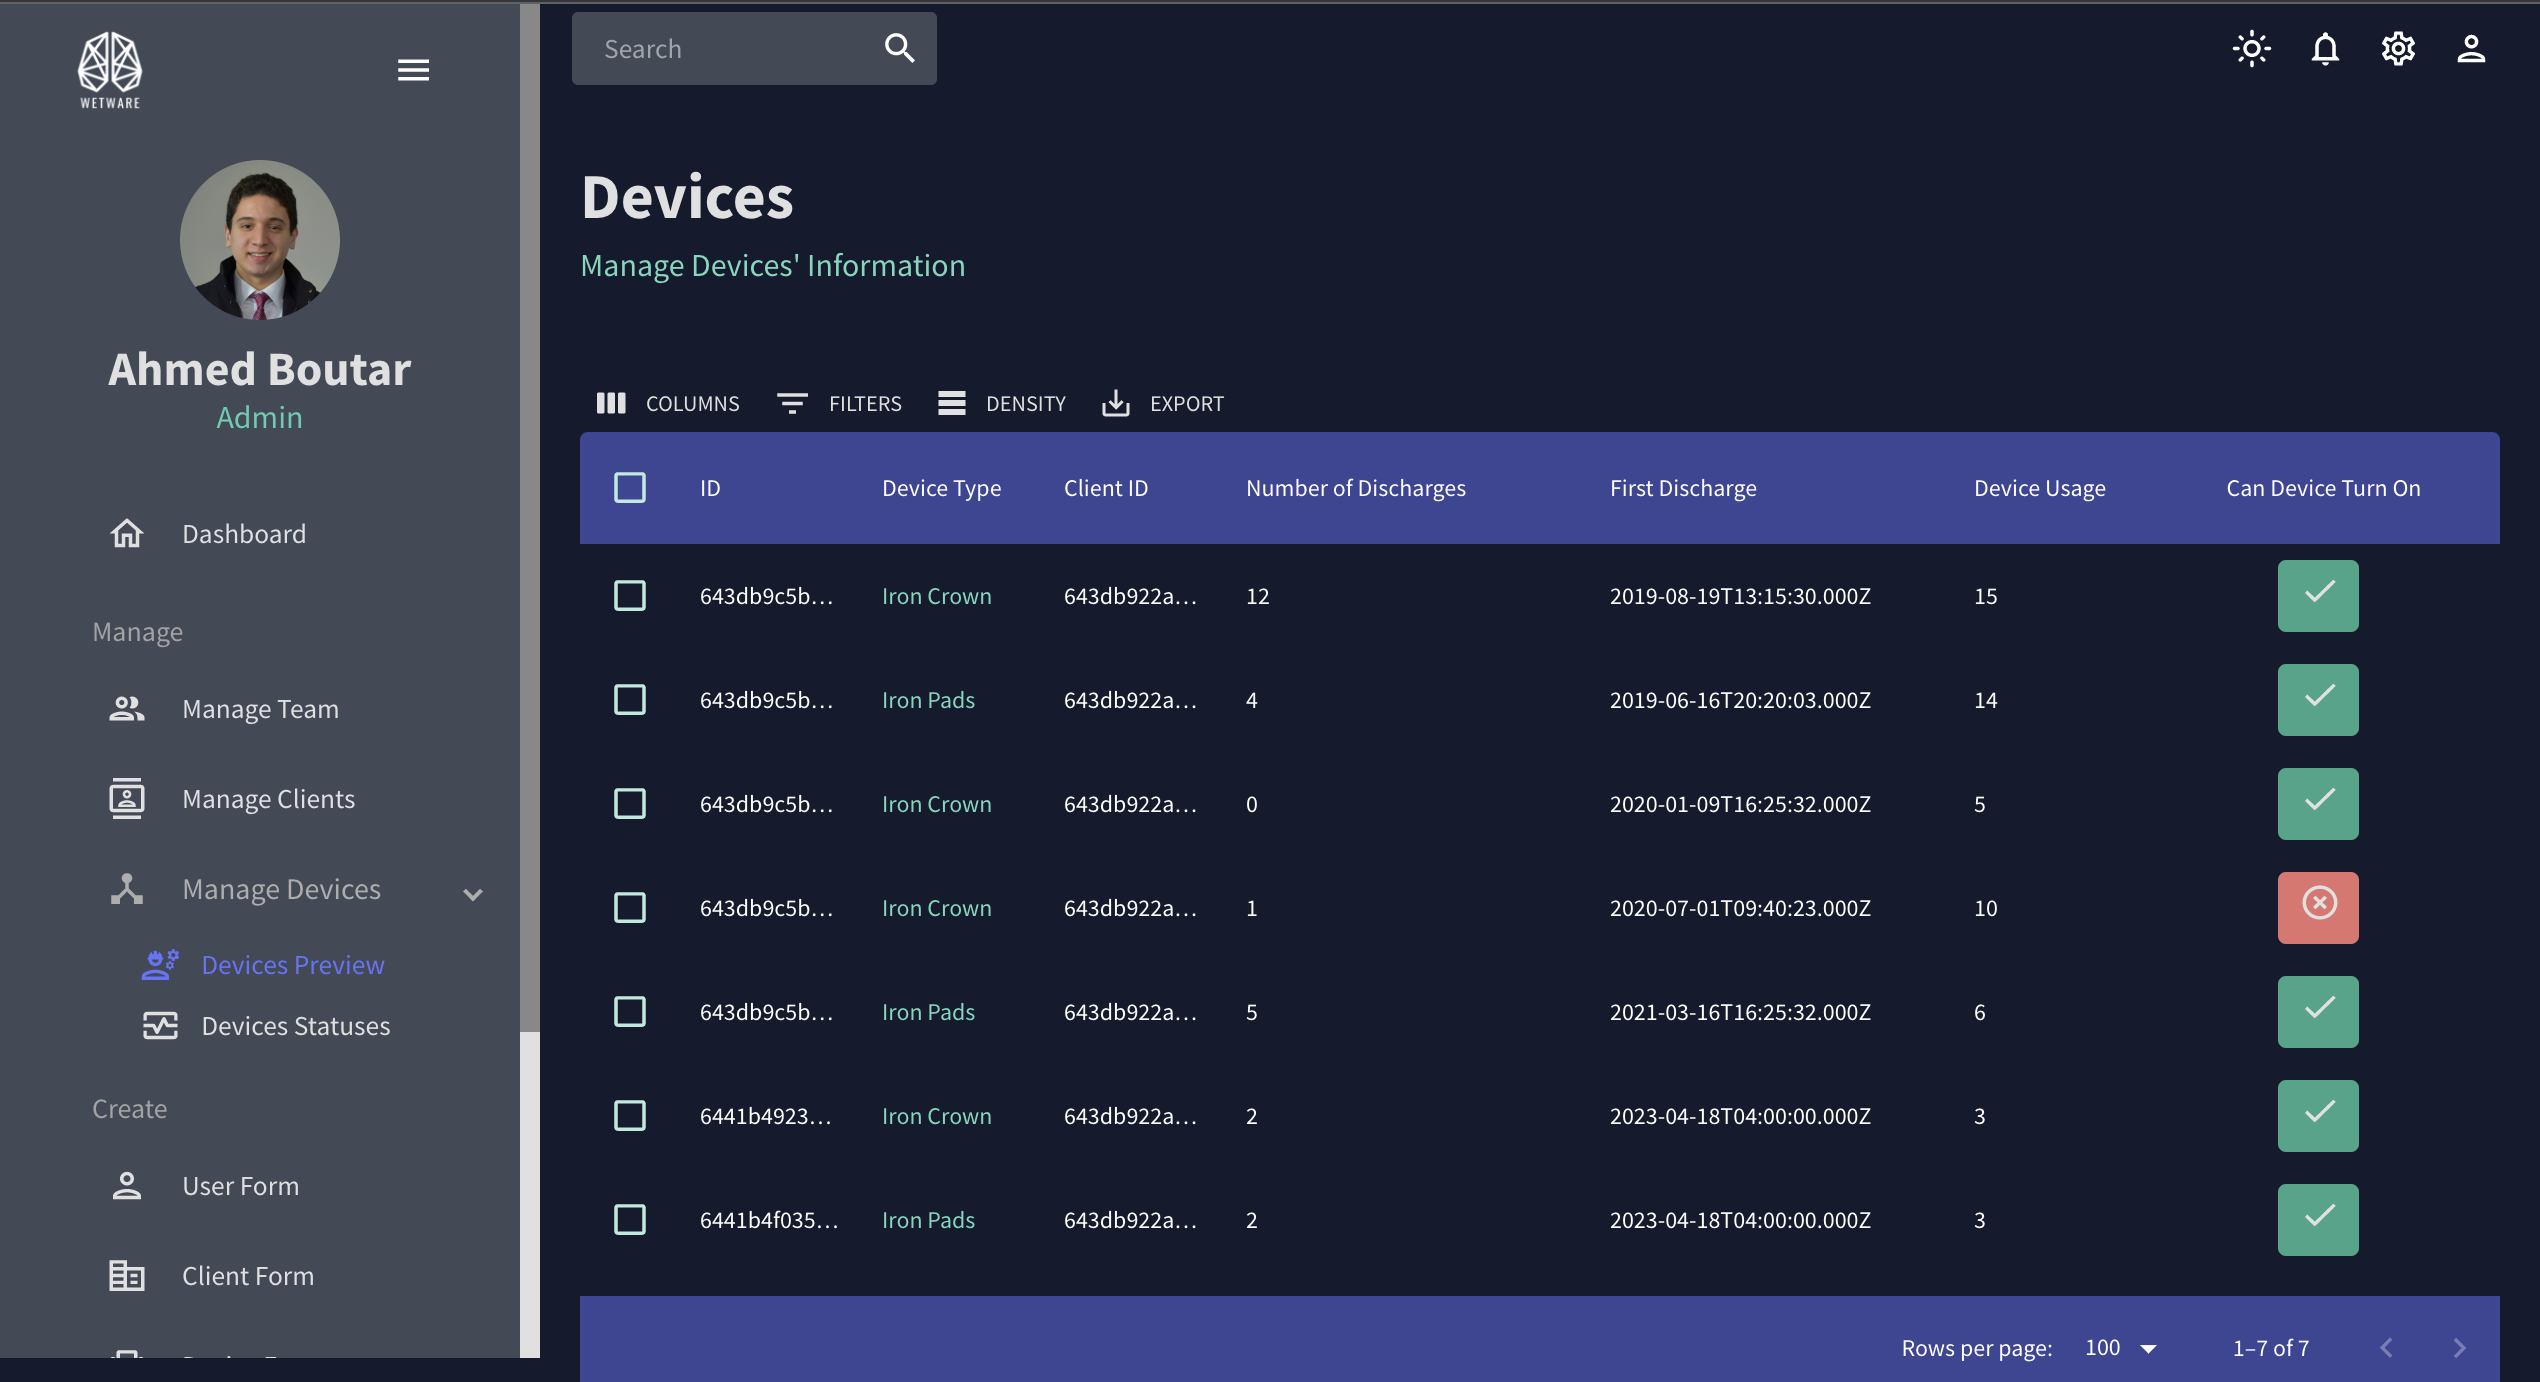 WETWARE
Ahmed Boutar
Admin
Dashboard
Manage
Manage Team
Manage Clients
Manage Devices
Devices Preview
Devices Statuses
Create
User Form
Client Form
Search
Devices
Manage Devices' Information
COLUMNS FILTERS DENSITY EXPORT
ID Device Type Client ID Number of Discharges First Discharge Device Usage Can Device Turn On
643db9c5b… Iron Crown 643db922a… 12 2019-08-19T13:15:30.000Z 15
643db9c5b… Iron Pads 643db922a… 4 2019-06-16T20:20:03.000Z 14
643db9c5b… Iron Crown 643db922a… 0 2020-01-09T16:25:32.000Z 5
643db9c5b… Iron Crown 643db922a… 1 2020-07-01T09:40:23.000Z 10
643db9c5b… Iron Pads 643db922a… 5 2021-03-16T16:25:32.000Z 6
6441b4923… Iron Crown 643db922a… 2 2023-04-18T04:00:00.000Z 3
6441b4f035… Iron Pads 643db922a… 2 2023-04-18T04:00:00.000Z 3
Rows per page: 100 1–7 of 7